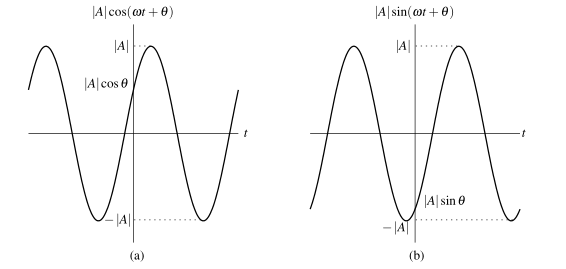 |A| cos(ωt + θ)
|A| sin(ωt + θ)
|A|
|A|
|A| cos θ
t
t
|A| sin θ
−|A|
−|A|
(a)
(b)